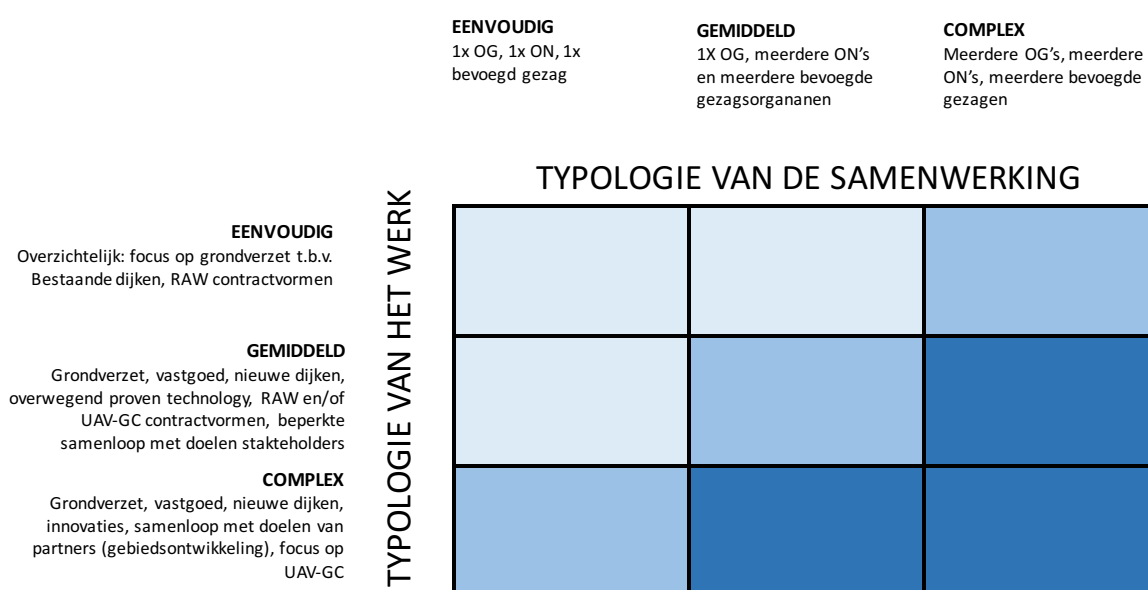 EENVOUDIG
1x OG, 1x ON, 1x
bevoegd gezag
GEMIDDELD
1X OG, meerdere ON's
en meerdere bevoegde
gezagsorgananen
COMPLEX
Meerdere OG's, meerdere
ON's, meerdere bevoegde
gezagen
TYPOLOGIE VAN DE SAMENWERKING
TYPOLOGIE VAN HET WERK
EENVOUDIG
Overzichtelijk: focus op grondverzet t.b.v.
Bestaande dijken, RAW contractvormen
GEMIDDELD
Grondverzet, vastgoed, nieuwe dijken,
overwegend proven technology, RAW en/of
UAV-GC contractvormen, beperkte
samenloop met doelen stakteholders
COMPLEX
Grondverzet, vastgoed, nieuwe dijken,
innovaties, samenloop met doelen van
partners (gebiedsontwikkeling), focus op
UAV-GC